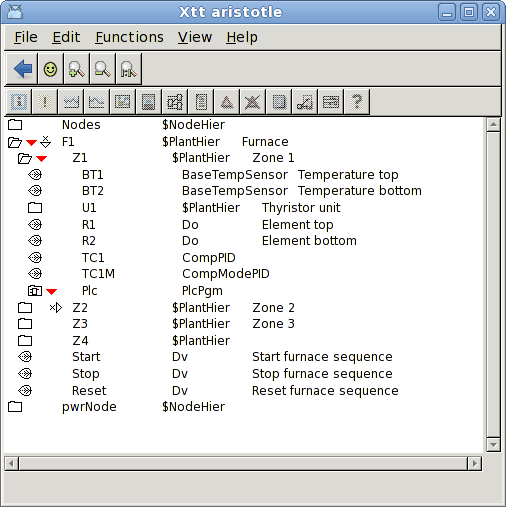 Xtt aristotle
File Edit Functions View Help
Nodes $NodeHier
F1 $PlantHier Furnace
Z1 $PlantHier Zone 1
BT1 BaseTempSensor Temperature top
BT2 BaseTempSensor Temperature bottom
U1 $PlantHier Thyristor unit
R1 Do Element top
R2 Do Element bottom
TC1 CompPID
TC1M CompModePID
Plc PlcPgm
Z2 $PlantHier Zone 2
Z3 $PlantHier Zone 3
Z4 $PlantHier
Start Dv Start furnace sequence
Stop Dv Stop furnace sequence
Reset Dv Reset furnace sequence
pwrNode $NodeHier